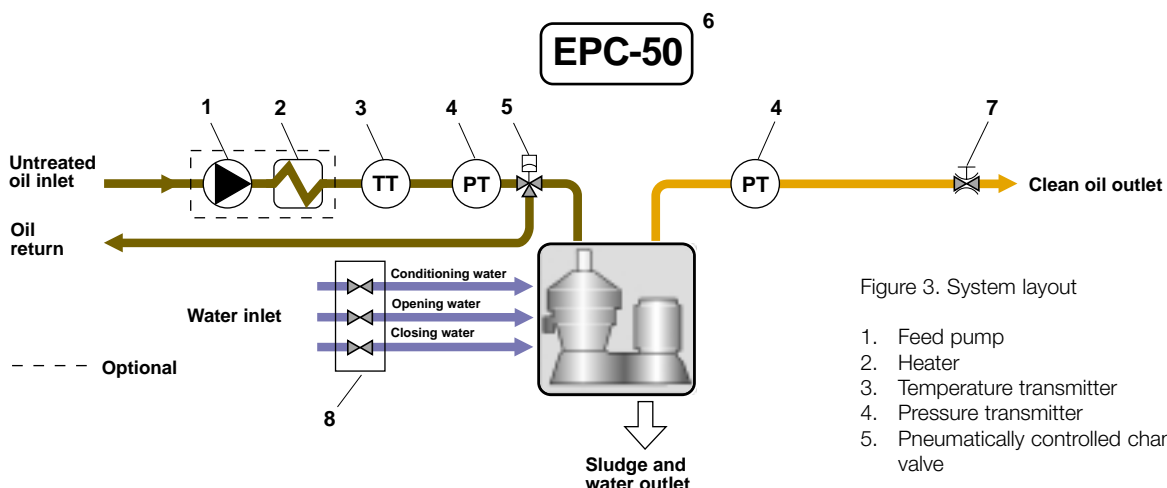 EPC-50
6
1
2
3
4
5
4
7
Untreated
oil inlet
TT
PT
PT
Clean oil outlet
Oil
return
Water inlet
Conditioning water
Opening water
Closing water
Optional
8
Sludge and
water outlet
Figure 3. System layout
1. Feed pump
2. Heater
3. Temperature transmitter
4. Pressure transmitter
5. Pneumatically controlled
valve